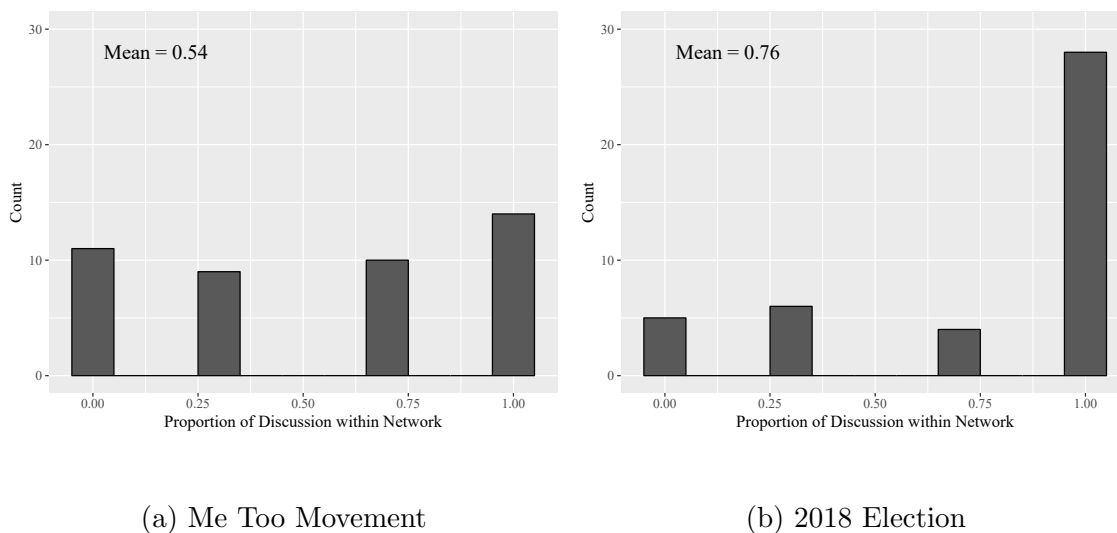 Mean = 0.54
30
20
10
0
Count
0.00 0.25 0.50 0.75 1.00
Proportion of Discussion within Network
(a) Me Too Movement
Mean = 0.76
30
20
10
0
Count
0.00 0.25 0.50 0.75 1.00
Proportion of Discussion within Network
(b) 2018 Election